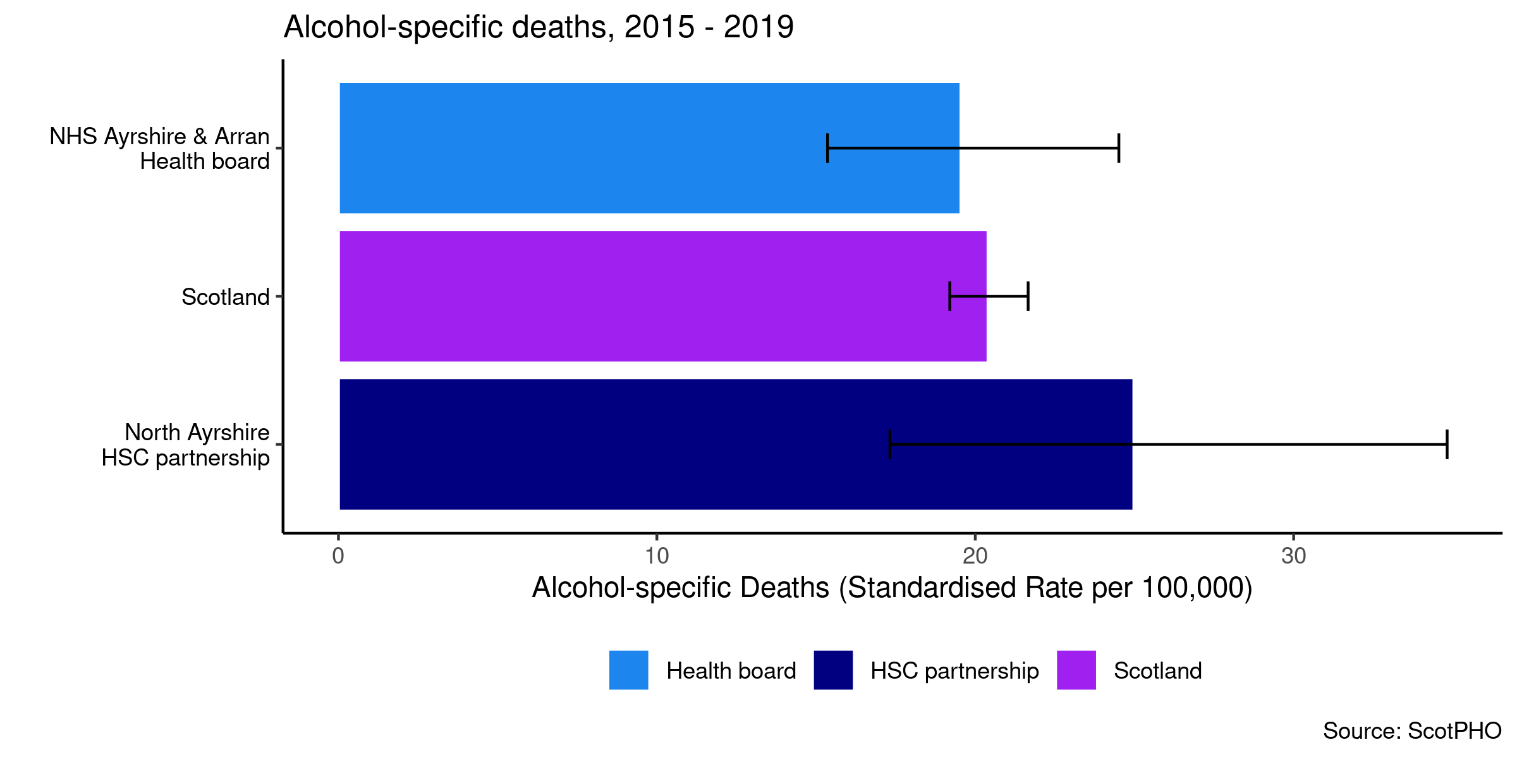 Alcohol-specific deaths, 2015 - 2019
NHS Ayrshire & Arran
Health board
Scotland
North Ayrshire
HSC partnership
0 10 20 30
Alcohol-specific Deaths (Standardised Rate per 100,000)
Health board HSC partnership Scotland
Source: ScotPHO